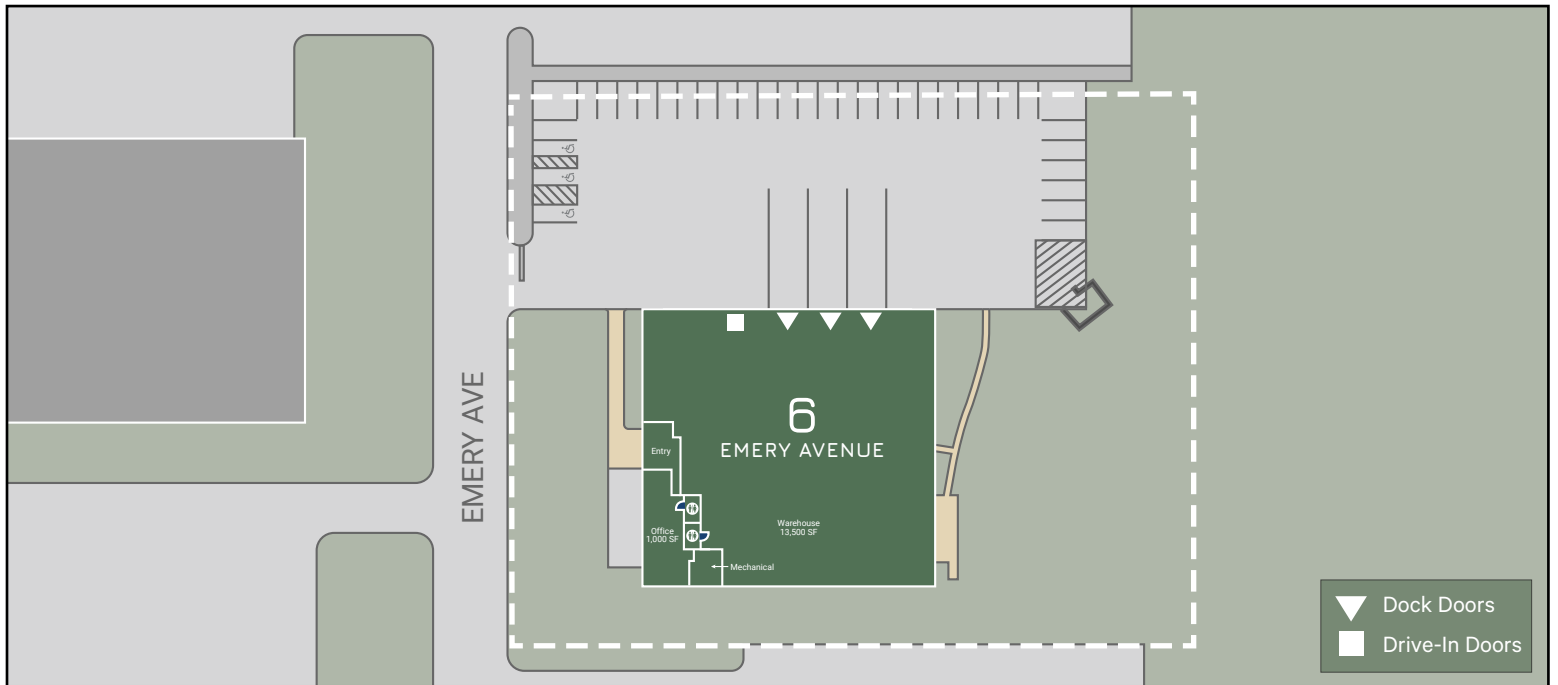 EMERY AVE
6
EMERY AVENUE
Entry
Office
1,000 SF
Warehouse
13,500 SF
Mechanical
Dock Doors
Drive-In Doors